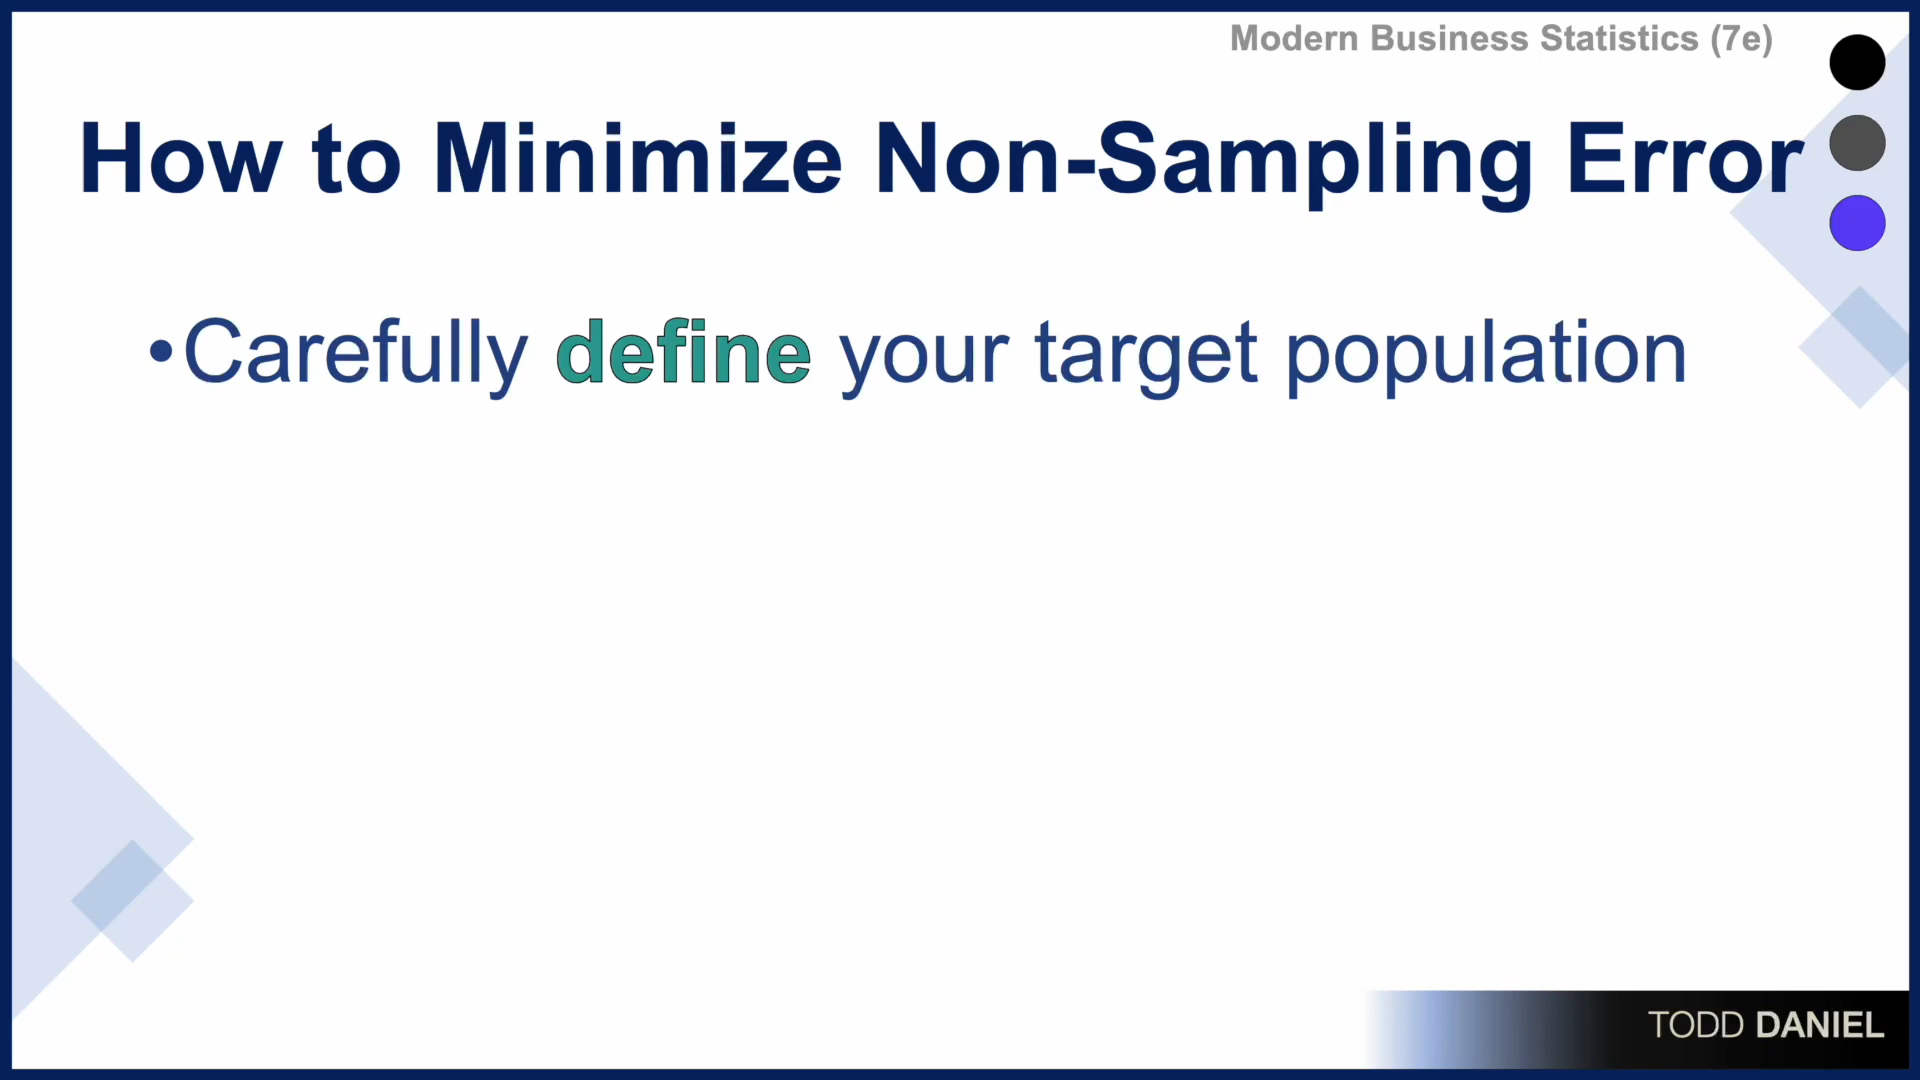 Modern Business Statistics (7e)
How to Minimize Non-Sampling Error
•Carefully define your target population
TODD DANIEL